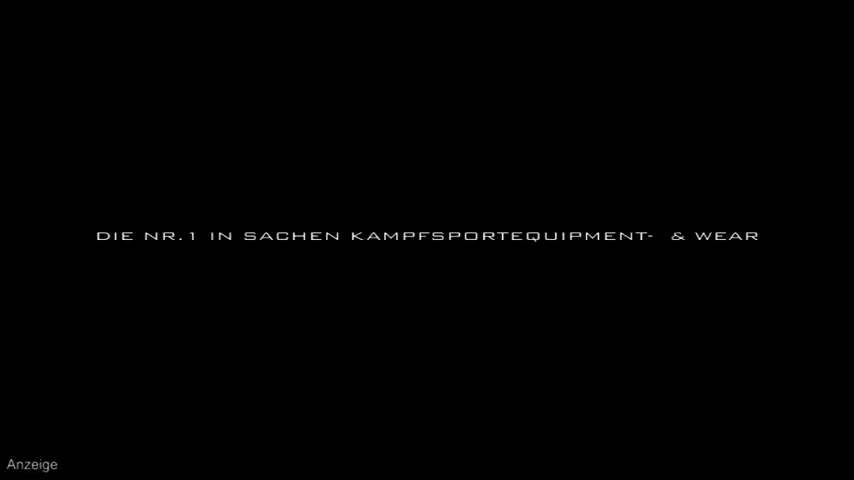 DIE NR.1 IN SACHEN KAMPFSPORTEQUIPMENT- & WEAR
Anzeige